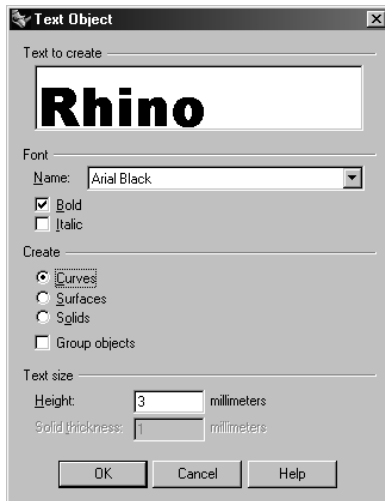 Text Object
Text to create
Rhino
Font
Name: Arial Black
Bold
Italic
Create
Curves
Surfaces
Solids
Group objects
Text size
Height: 3 millimeters
Solid thickness: 1 millimeters
OK Cancel Help